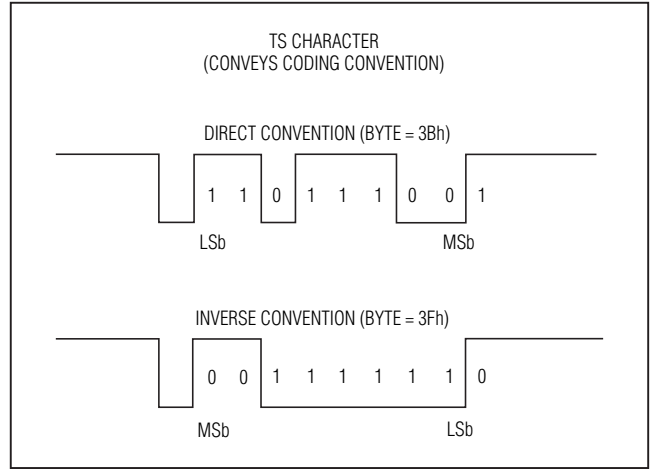 TS CHARACTER
(CONVEYS CODING CONVENTION)
DIRECT CONVENTION (BYTE = 3Bh)
1 1 0 1 1 1 0 0 1
LSb MSb
INVERSE CONVENTION (BYTE = 3Fh)
0 0 1 1 1 1 1 1 0
MSb LSb